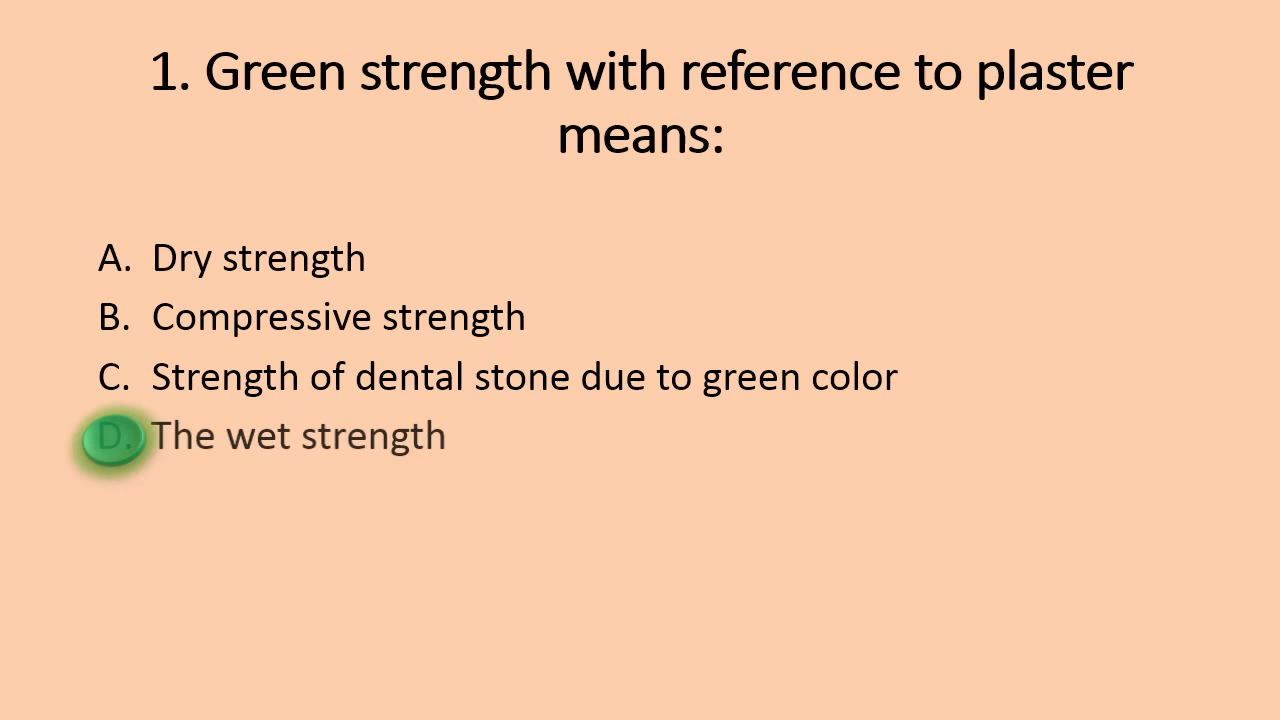 1. Green strength with reference to plaster
means:
A. Dry strength
B. Compressive strength
C. Strength of dental stone due to green color
D. The wet strength